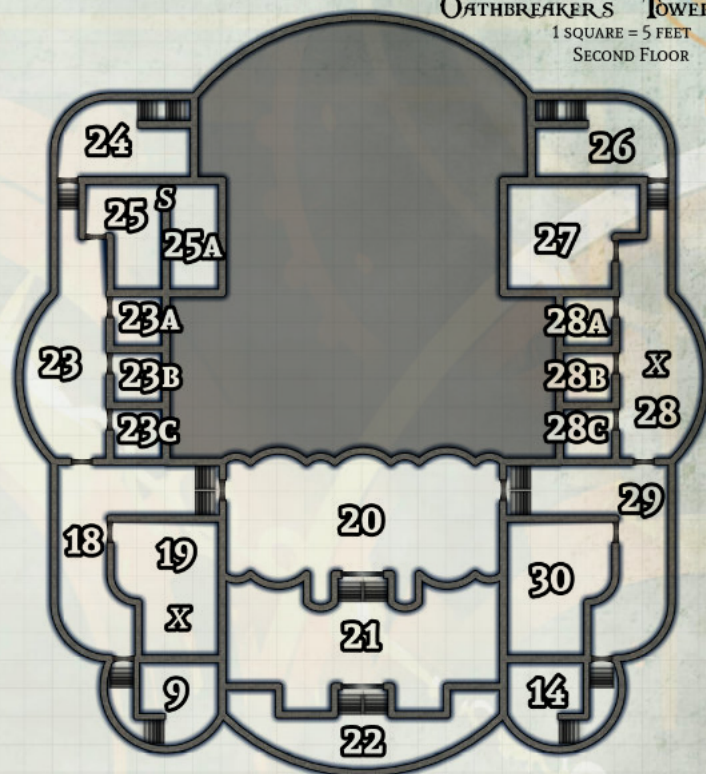 Oathbreakers Tower
1 square = 5 feet
Second Floor
24
26
25
S
25A
27
23A
28A
23
23B
28B
X
28
23C
28C
20
29
18
19
30
X
21
9
14
22